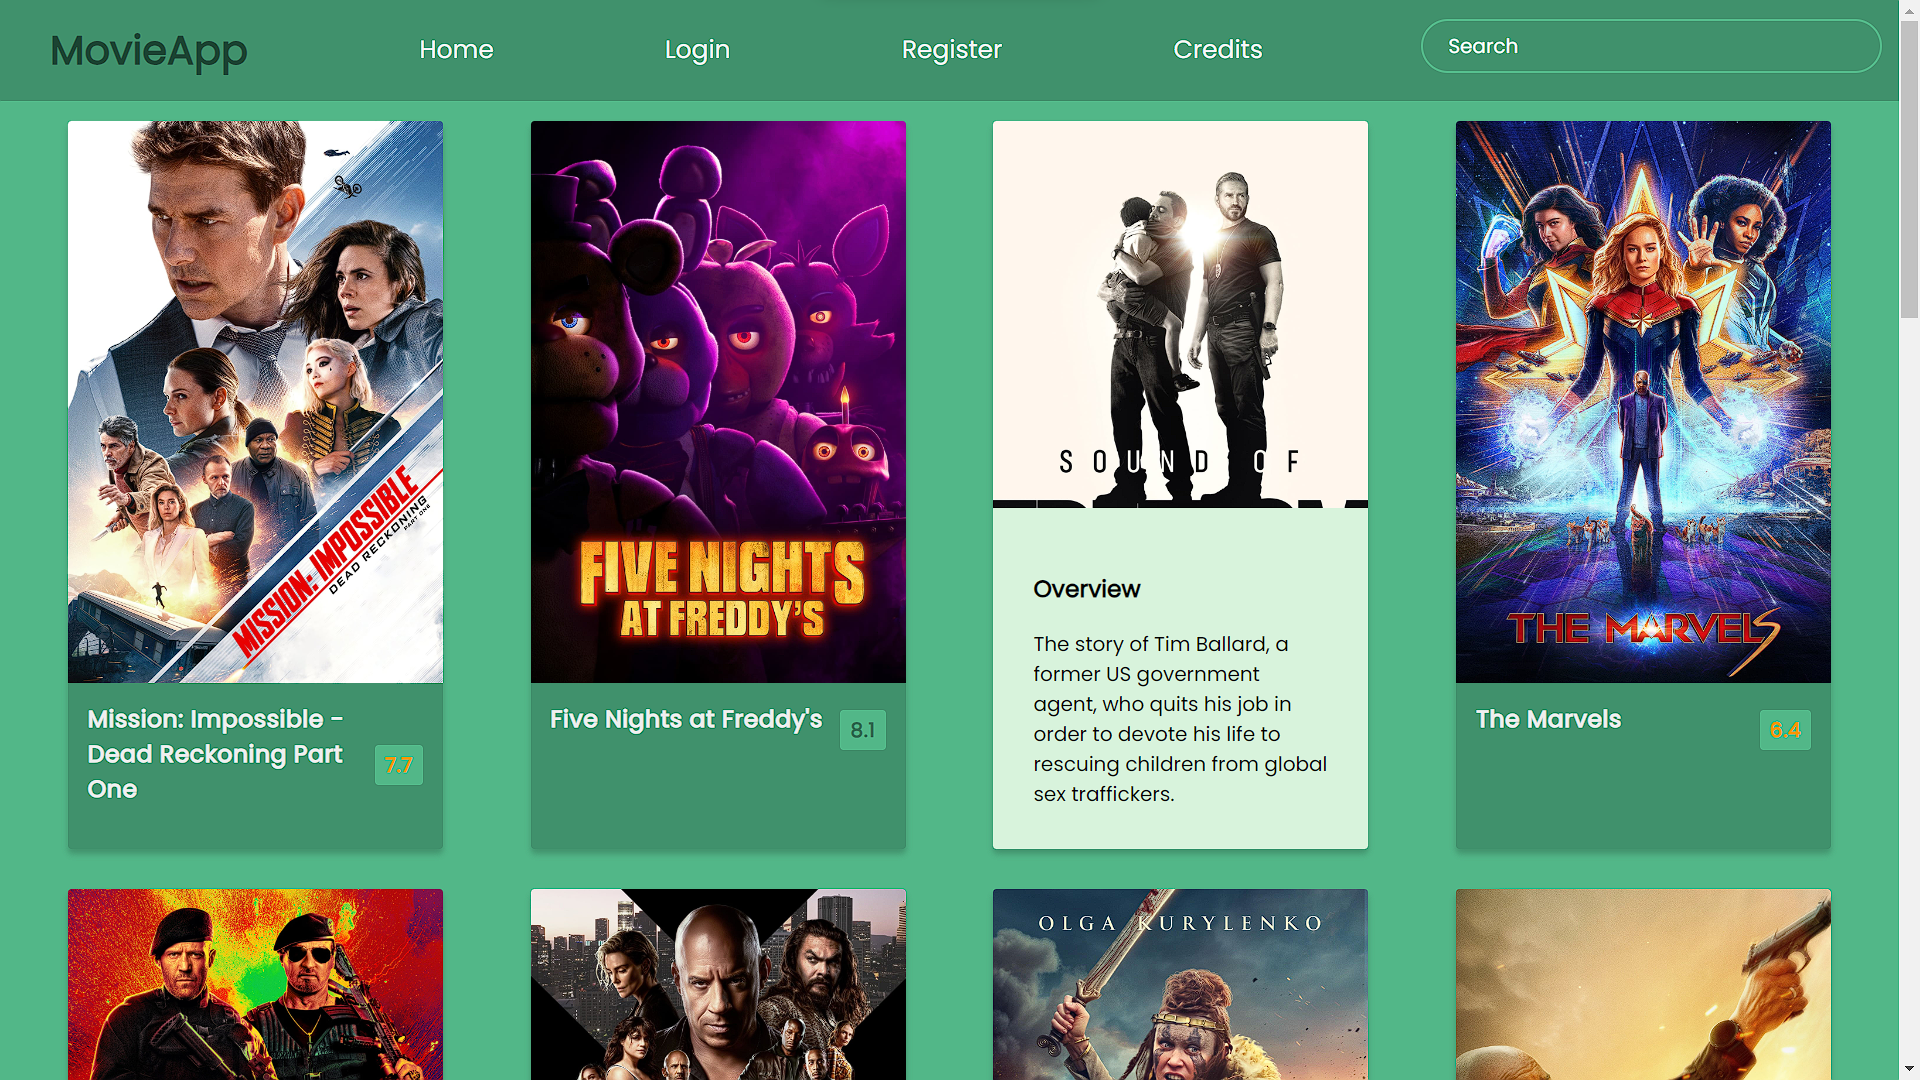 MovieApp
Home
Login
Register
Credits
Search
MISSION: IMPOSSIBLE
DEAD RECKONING
PART ONE
Mission: Impossible -
Dead Reckoning Part
One
7.7
FIVE NIGHTS
AT FREDDY'S
Five Nights at Freddy's
8.1
SOUND OF
Overview
The story of Tim Ballard, a
former US government
agent, who quits his job in
order to devote his life to
rescuing children from global
sex traffickers.
THE MARVELS
The Marvels
6.4
OLGA KURYLENKO